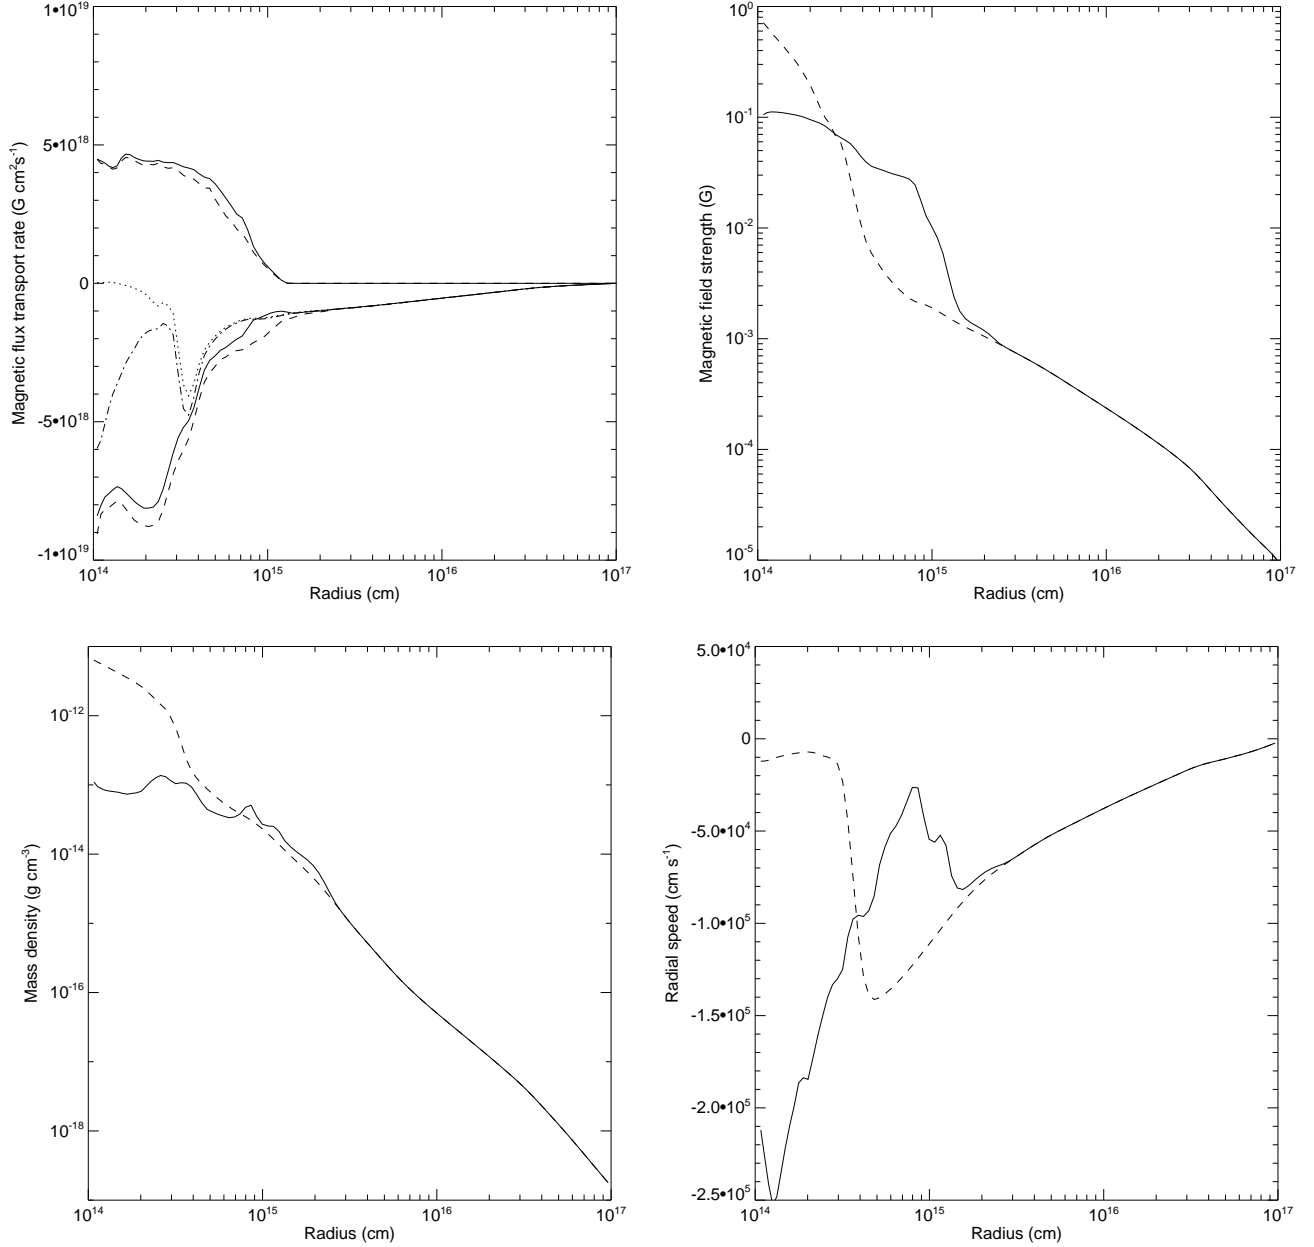 1•10^19
5•10^18
0
-5•10^18
-1•10^19
Magnetic flux transport rate (G cm^2s^-1)
10^14 10^15 10^16 10^17
Radius (cm)
10^0
10^-1
10^-2
10^-3
10^-4
10^-5
Magnetic field strength (G)
10^14 10^15 10^16 10^17
Radius (cm)
10^-12
10^-14
10^-16
10^-18
Mass density (g cm^-3)
10^14 10^15 10^16 10^17
Radius (cm)
5.0•10^4
0
-5.0•10^4
-1.0•10^5
-1.5•10^5
-2.0•10^5
-2.5•10^5
Radial speed (cm s^-1)
10^14 10^15 10^16 10^17
Radius (cm)